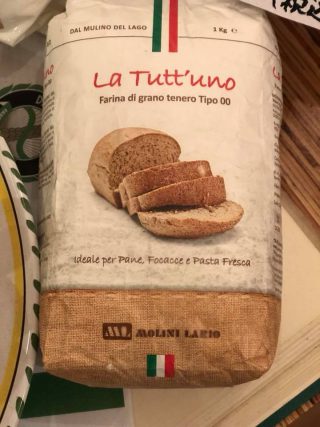 DAL MULINO DEL LAGO
1 Kg e
La Tutt'uno
Farina di grano tenero Tipo 00
Ideale per Pane, Focacce e Pasta Fresca
MOLINI LARIO